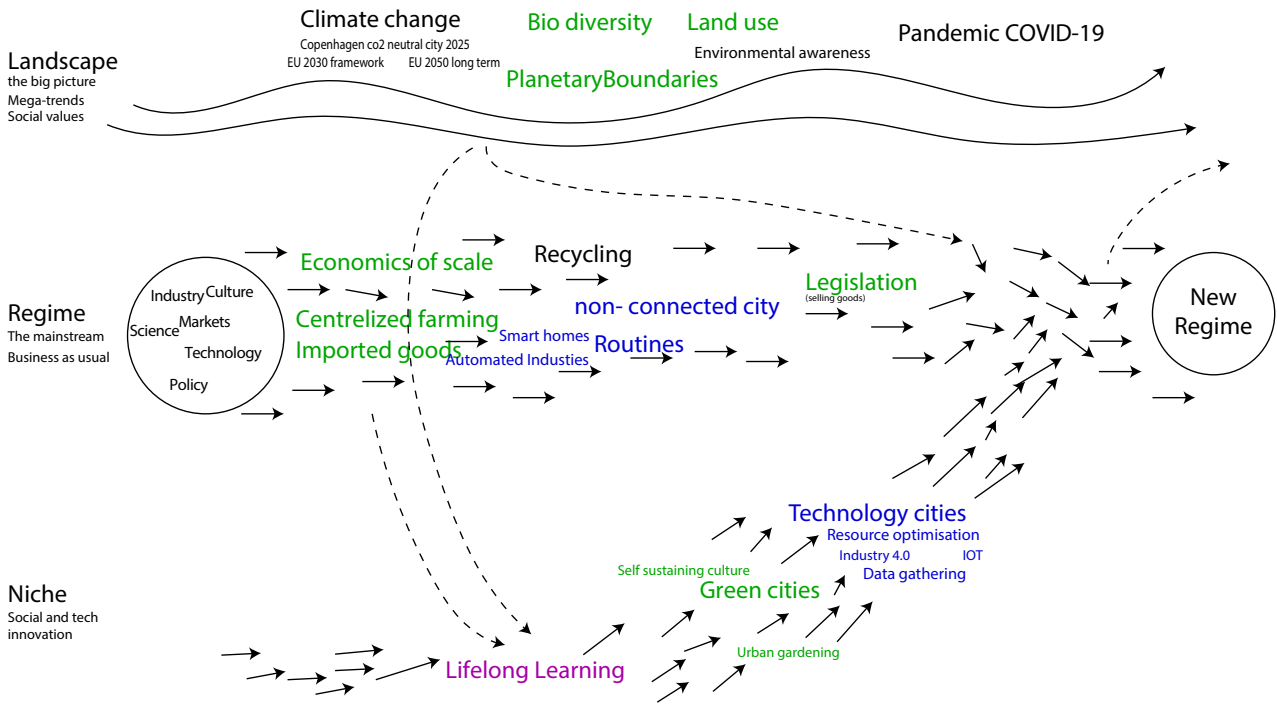 Landscape
the big picture
Mega-trends
Social values
Climate change
Copenhagen co2 neutral city 2025
EU 2030 framework
EU 2050 long term
Bio diversity
Land use
Environmental awareness
PlanetaryBoundaries
Pandemic COVID-19
Regime
The mainstream
Business as usual
Industry
Culture
Science
Markets
Technology
Policy
Economics of scale
Recycling
Centrelized farming
Imported goods
non- connected city
Smart homes
Routines
Automated Industies
Legislation
(selling goods)
New
Regime
Niche
Social and tech
innovation
Lifelong Learning
Self sustaining culture
Green cities
Urban gardening
Technology cities
Resource optimisation
Industry 4.0
IOT
Data gathering